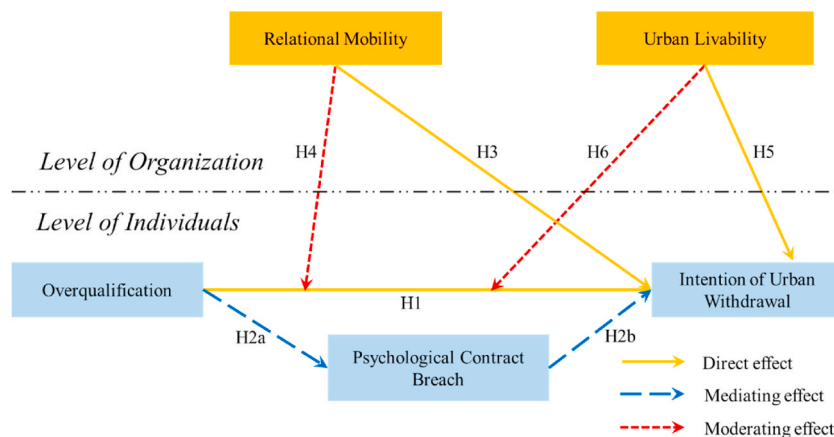 Relational Mobility
Urban Livability
H4
H3
H6
H5
Level of Organization
Level of Individuals
Overqualification
H1
Intention of Urban
Withdrawal
H2a
Psychological Contract
Breach
H2b
Direct effect
Mediating effect
Moderating effect